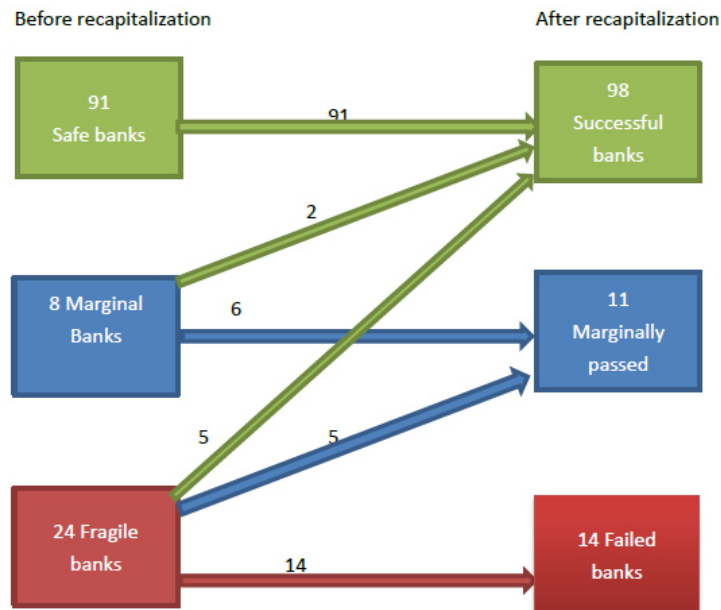 Before recapitalization
After recapitalization
91
Safe banks
91
98
Successful
banks
2
8 Marginal
Banks
6
11
Marginally
passed
5
5
24 Fragile
banks
14
14 Failed
banks